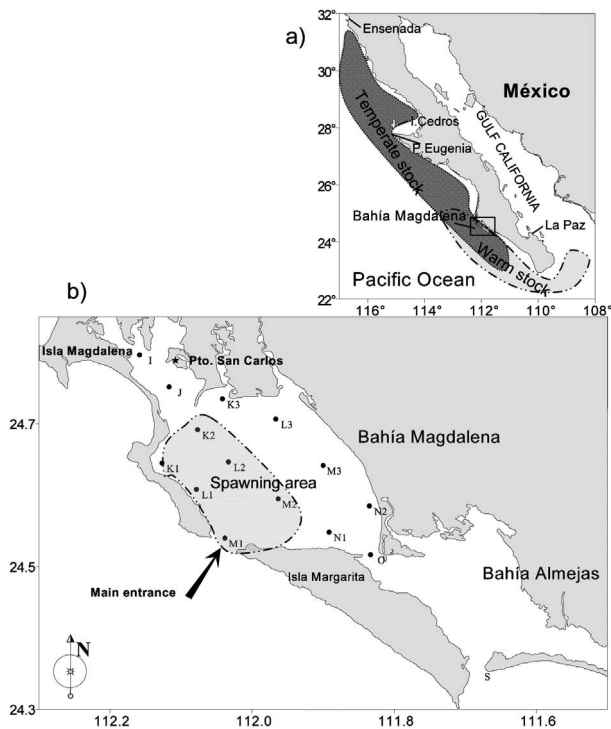 a)
32°
30°
28°
26°
24°
22°
116°
114°
112°
110°
108°
Ensenada
México
I.Cedros
P.Eugenia
GULF CALIFORNIA
Temperate stock
Bahía Magdalena
La Paz
Warm stock
Pacific Ocean
b)
Isla Magdalena
I
Pto. San Carlos
J
K3
L3
24.7
K2
Bahía Magdalena
K1
L2
M3
Spawning area
L1
M2
N2
M1
N1
O
24.5
Main entrance
Isla Margarita
Bahía Almejas
N
S
24.3
112.2
112.0
111.8
111.6